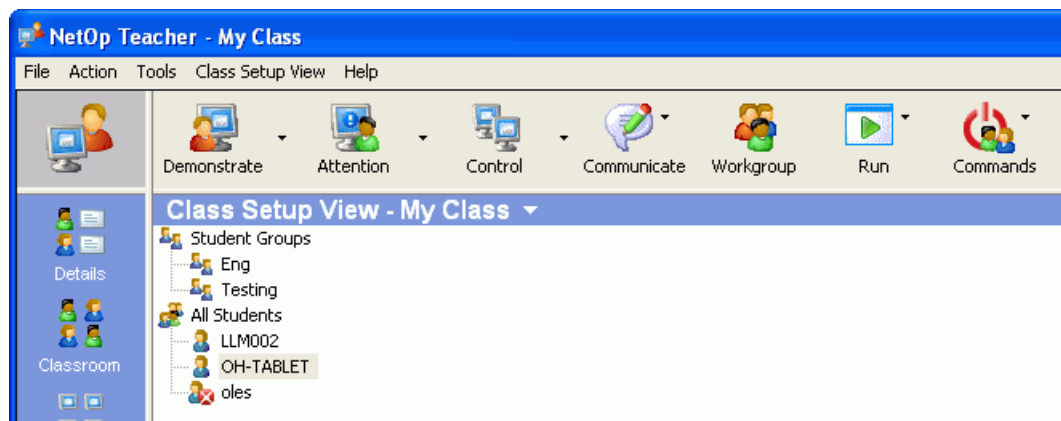 NetOp Teacher - My Class
File Action Tools Class Setup View Help
Demonstrate Attention Control Communicate Workgroup Run Commands
Class Setup View - My Class
Student Groups
Details
Eng
Testing
All Students
LLM002
Classroom
OH-TABLET
oles